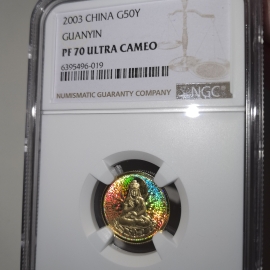 2003 CHINA G50Y
GUANYIN
PF 70 ULTRA CAMEO
6395496-019
NUMISMATIC GUARANTY COMPANY
NGC